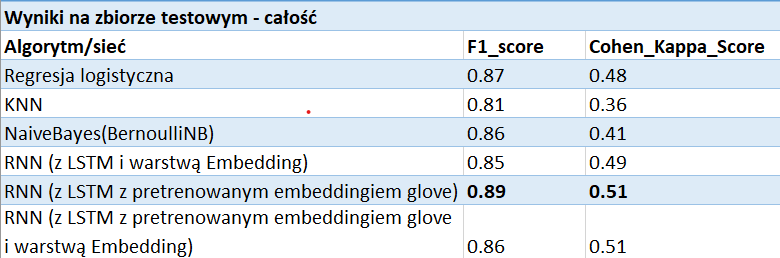 Wyniki na zbiorze testowym - całość
Algorytm/sieć F1_score Cohen_Kappa_Score
Regresja logistyczna 0.87 0.48
KNN 0.81 0.36
NaiveBayes(BernoulliNB) 0.86 0.41
RNN (z LSTM i warstwą Embedding) 0.85 0.49
RNN (z LSTM z pretrenowanym embeddingiem glove) 0.89 0.51
RNN (z LSTM z pretrenowanym embeddingiem glove
i warstwą Embedding) 0.86 0.51